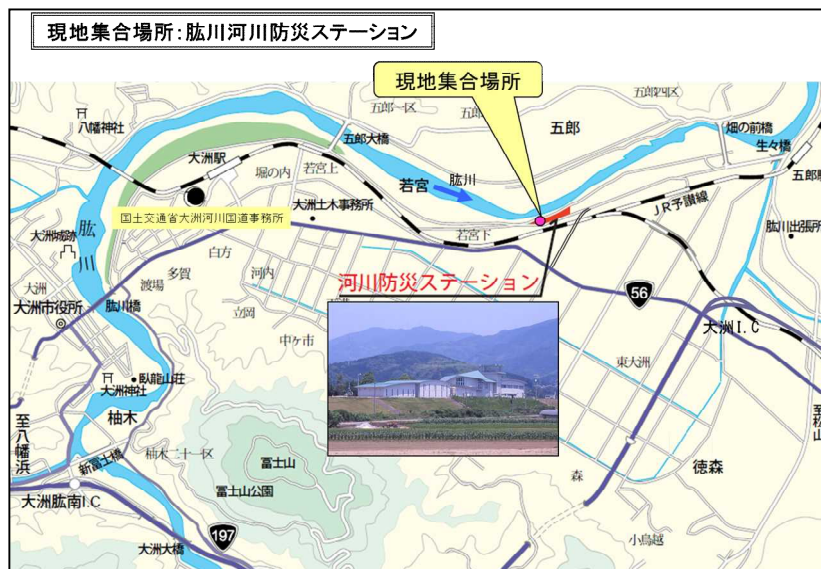 現地集合場所：肱川河川防災ステーション
現地集合場所
八幡神社
大洲駅
五郎大橋
五郎一区
五郎四区
五郎
畑の前橋
生々橋
堀の内
若宮上
若宮
肱川
大洲土木事務所
国土交通省大洲河川国道事務所
若宮下
JR予讃線
肱川出張所
大洲城跡
肱川
大洲
渡場
多賀
白方
河内
河川防災ステーション
大洲市役所
肱川橋
立岡
中ヶ市
56
大洲I.C
東大洲
大洲神社
臥龍山荘
柚木
至八幡浜
新冨士橋
柚木二十一区
冨士山
冨士山公園
至松山
徳森
森
大洲肱南I.C
197
大洲大橋
小鳥越